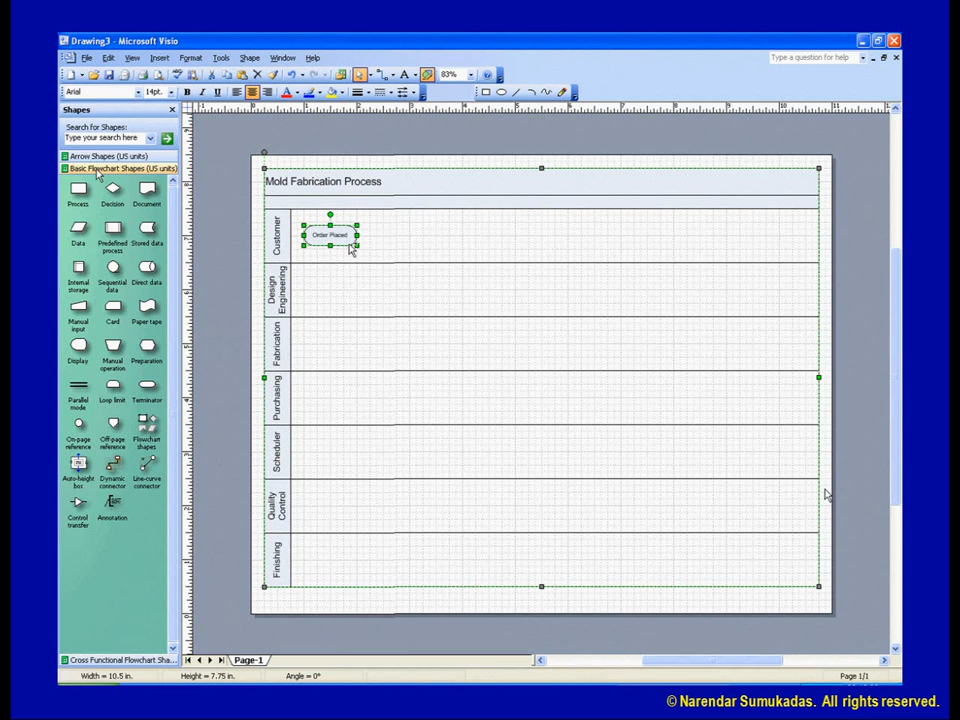 Drawing3 - Microsoft Visio
File Edit View Insert Format Tools Shape Window Help
Type a question for help
83%
Arial 14pt. B I U A
Shapes
Search for Shapes:
Type your search here
Arrow Shapes (US units)
Basic Flowchart Shapes (US units)
Process Decision Document
Data Predefined process Stored data
Internal storage Sequential data Direct data
Manual input Card Paper tape
Display Manual operation Preparation
Parallel mode Loop limit Terminator
On-page reference Off-page reference Flowchart shapes
Auto-height box Dynamic connector Line-curve connector
Control transfer Annotation
Cross Functional Flowchart Sha...
Mold Fabrication Process
Customer
Order Placed
Design Engineering
Fabrication
Purchasing
Scheduler
Quality Control
Finishing
Page-1
Width = 10.5 in. Height = 7.75 in. Angle = 0° Page 1/1
© Narendar Sumukadas. All rights reserved.